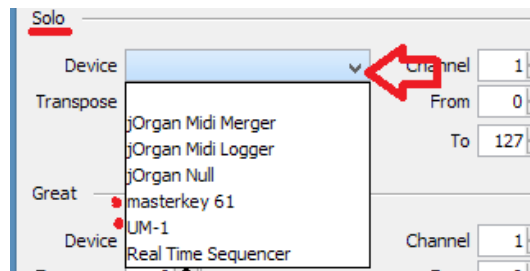 Solo
Device Channel 1
Transpose From 0
jOrgan Midi Merger
jOrgan Midi Logger To 127
jOrgan Null
Great masterkey 61
UM-1
Device Channel 1
Real Time Sequencer